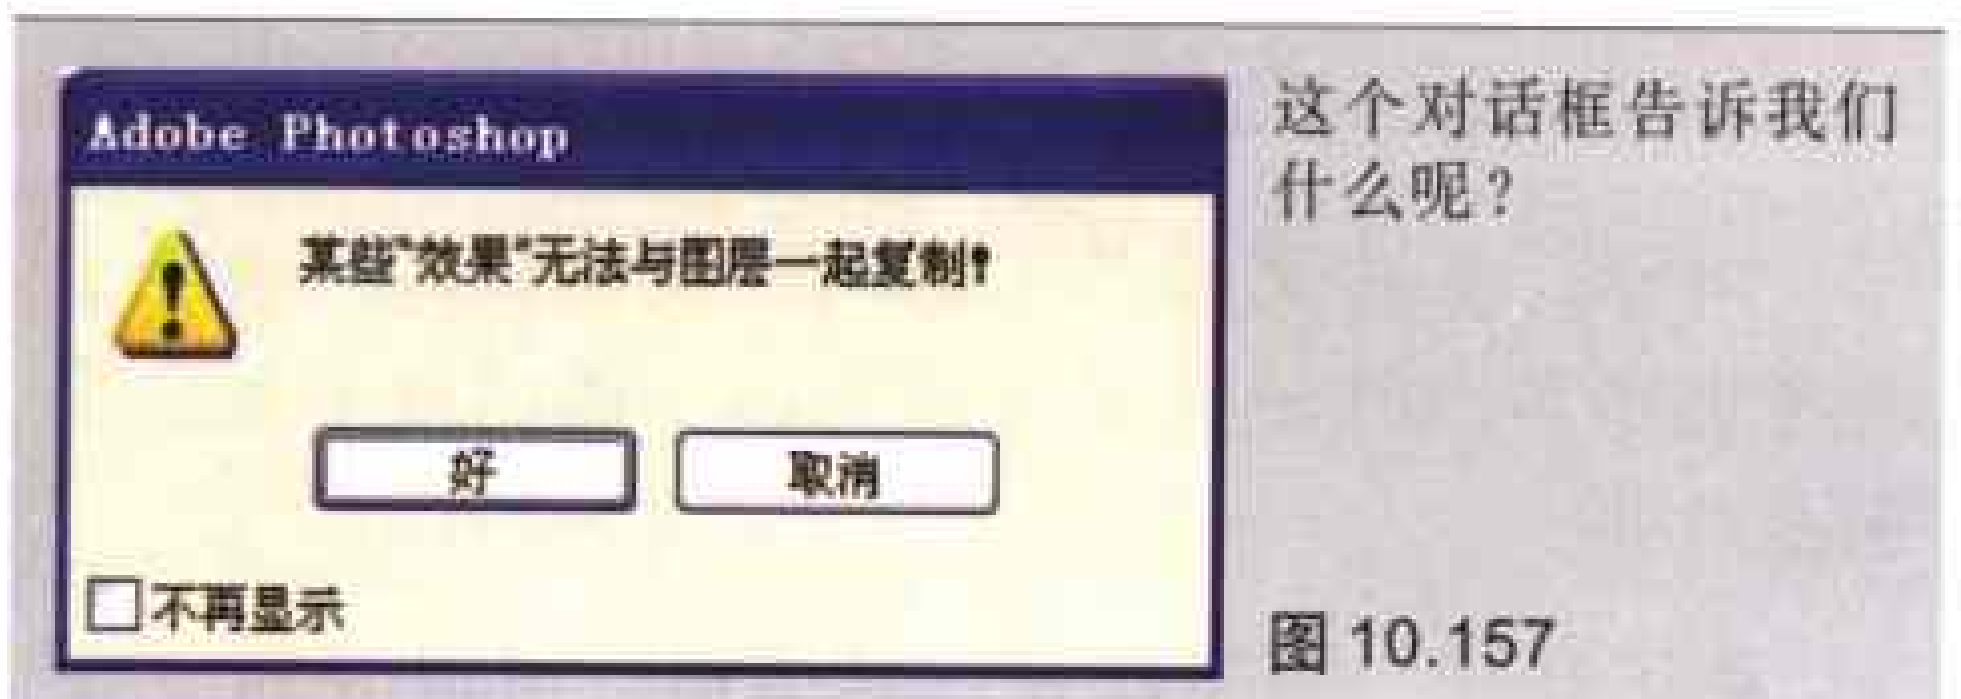 Adobe Photoshop
某些"效果"无法与图层一起复制!
好
取消
不再显示
这个对话框告诉我们
什么呢?
图 10.157